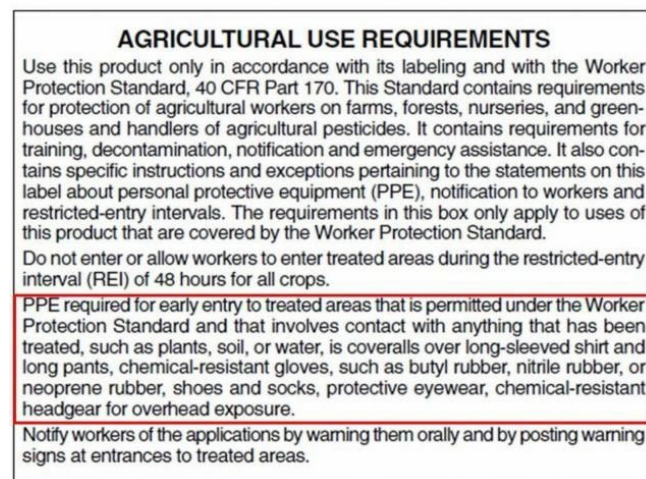 AGRICULTURAL USE REQUIREMENTS
Use this product only in accordance with its labeling and with the Worker
Protection Standard, 40 CFR Part 170. This Standard contains requirements
for protection of agricultural workers on farms, forests, nurseries, and green-
houses and handlers of agricultural pesticides. It contains requirements for
training, decontamination, notification and emergency assistance. It also con-
tains specific instructions and exceptions pertaining to the statements on this
label about personal protective equipment (PPE), notification to workers and
restricted-entry intervals. The requirements in this box only apply to uses of
this product that are covered by the Worker Protection Standard.
Do not enter or allow workers to enter treated areas during the restricted-entry
interval (REI) of 48 hours for all crops.
PPE required for early entry to treated areas that is permitted under the Worker
Protection Standard and that involves contact with anything that has been
treated, such as plants, soil, or water, is coveralls over long-sleeved shirt and
long pants, chemical-resistant gloves, such as butyl rubber, nitrile rubber, or
neoprene rubber, shoes and socks, protective eyewear, chemical-resistant
headgear for overhead exposure.
Notify workers of the applications by warning them orally and by posting warning
signs at entrances to treated areas.